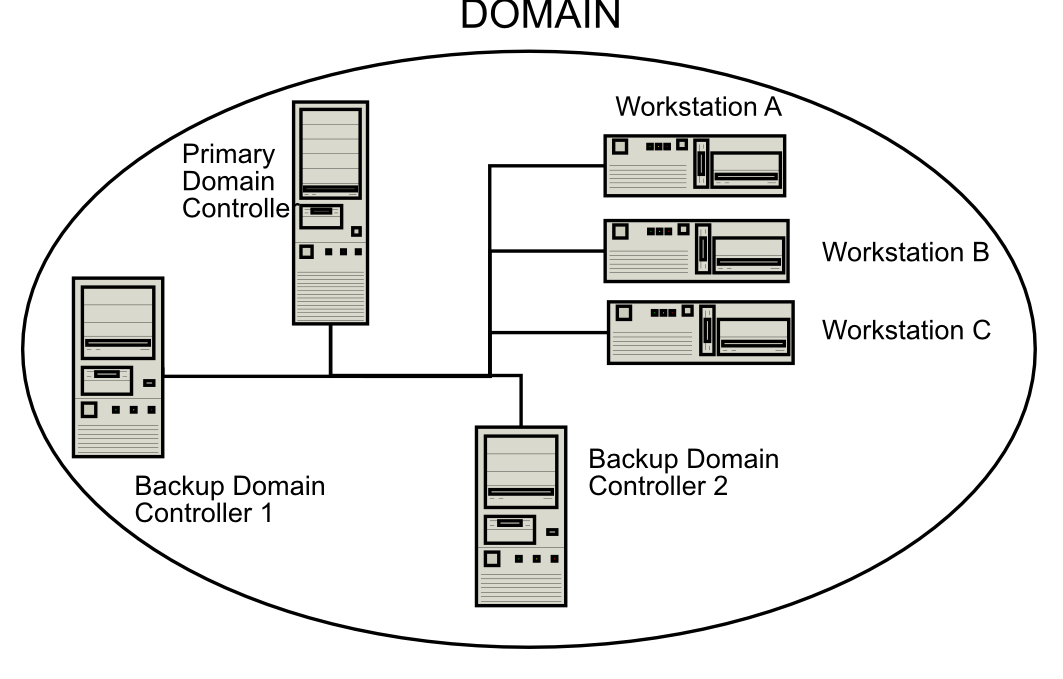 DOMAIN
Workstation A
Primary
Domain
Controller
Workstation B
Workstation C
Backup Domain
Controller 2
Backup Domain
Controller 1